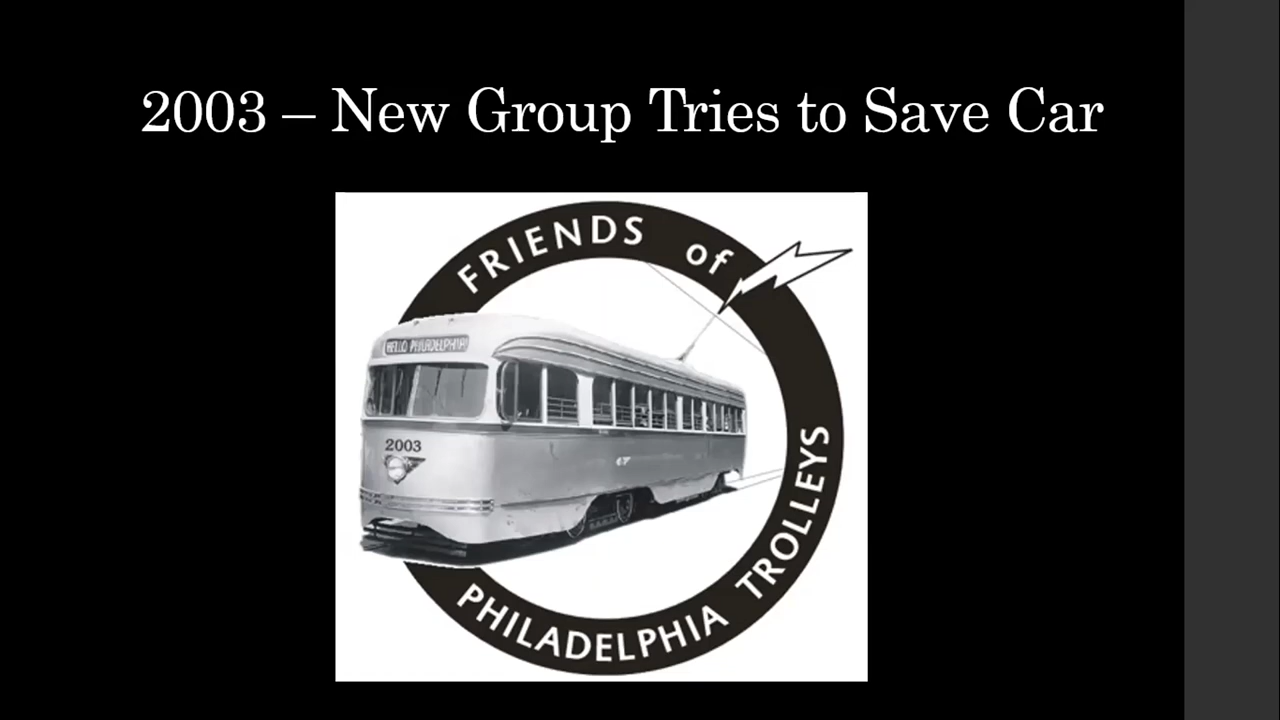 2003 – New Group Tries to Save Car
FRIENDS of
HELLO PHILADELPHIA
2003
PHILADELPHIA TROLLEYS